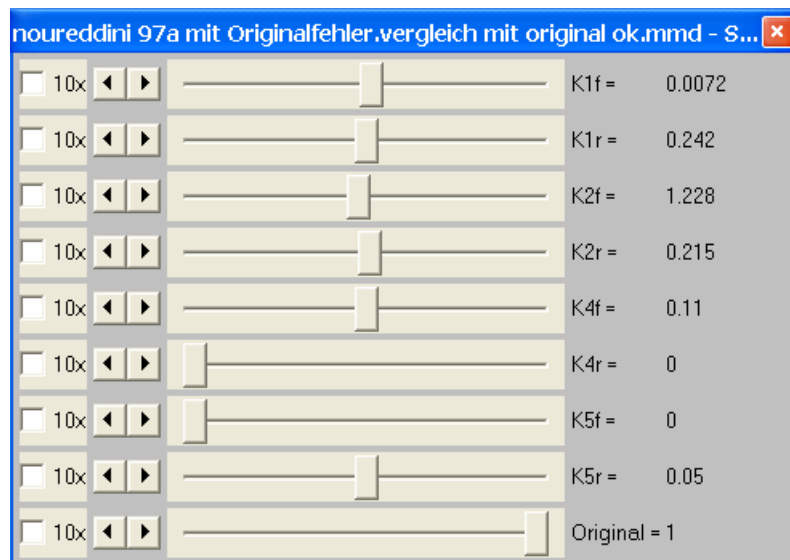 noureddini 97a mit Originalfehler.vergleich mit original ok.mmd - S...
10x K1f = 0.0072
10x K1r = 0.242
10x K2f = 1.228
10x K2r = 0.215
10x K4f = 0.11
10x K4r = 0
10x K5f = 0
10x K5r = 0.05
10x Original = 1